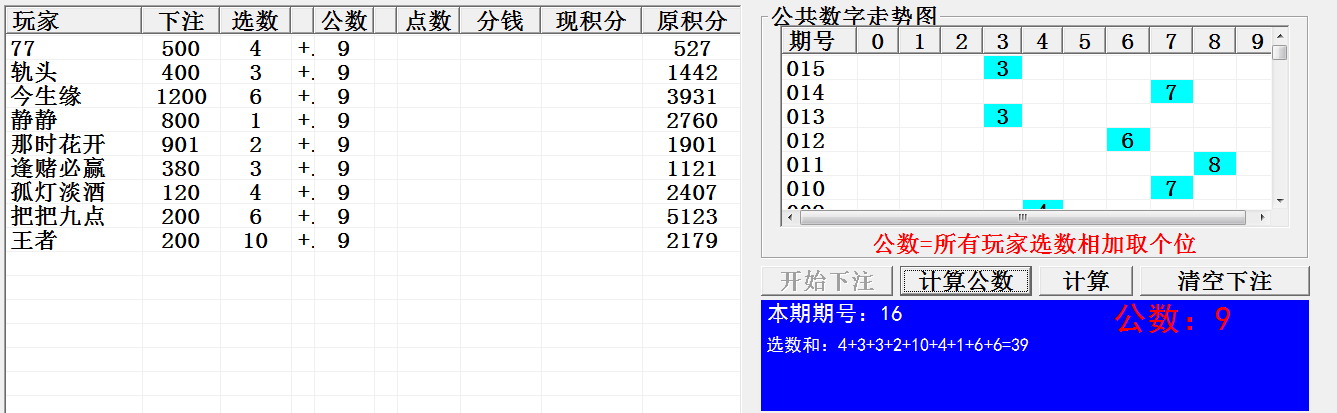 玩家 下注 选数 公数 点数 分钱 现积分 原积分
77 500 4 +. 9 527
轨头 400 3 +. 9 1442
今生缘 1200 6 +. 9 3931
静静 800 1 +. 9 2760
那时花开 901 2 +. 9 1901
逢赌必赢 380 3 +. 9 1121
孤灯淡酒 120 4 +. 9 2407
把把九点 200 6 +. 9 5123
王者 200 10 +. 9 2179
公共数字走势图
期号 0 1 2 3 4 5 6 7 8 9
015 3
014 7
013 3
012 6
011 8
010 7
公数=所有玩家选数相加取个位
开始下注 计算公数 计算 清空下注
本期期号：16 公数：9
选数和：4+3+3+2+10+4+1+6+6=39